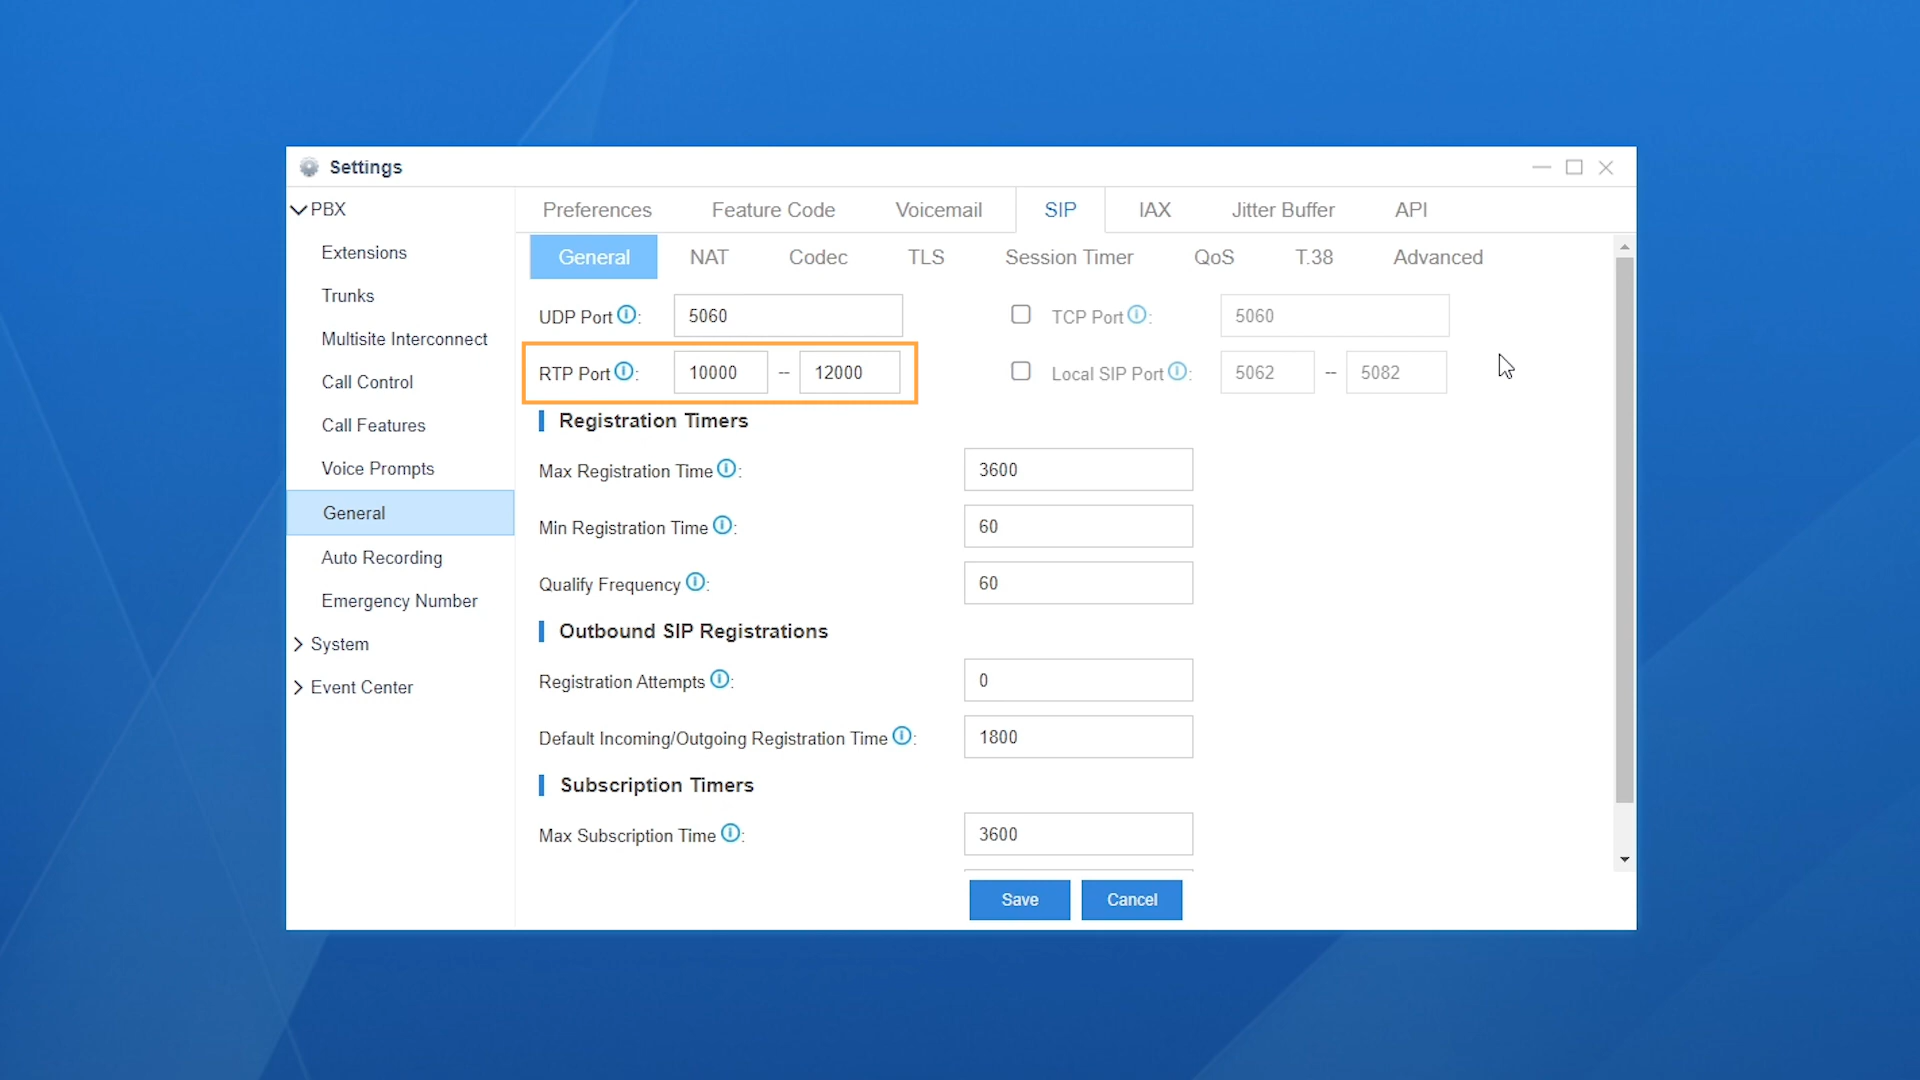 Settings
PBX
Extensions
Trunks
Multisite Interconnect
Call Control
Call Features
Voice Prompts
General
Auto Recording
Emergency Number
System
Event Center
Preferences Feature Code Voicemail SIP IAX Jitter Buffer API
General NAT Codec TLS Session Timer QoS T.38 Advanced
UDP Port : 5060 TCP Port : 5060
RTP Port : 10000 -- 12000 Local SIP Port : 5062 -- 5082
Registration Timers
Max Registration Time : 3600
Min Registration Time : 60
Qualify Frequency : 60
Outbound SIP Registrations
Registration Attempts : 0
Default Incoming/Outgoing Registration Time : 1800
Subscription Timers
Max Subscription Time : 3600
Save Cancel